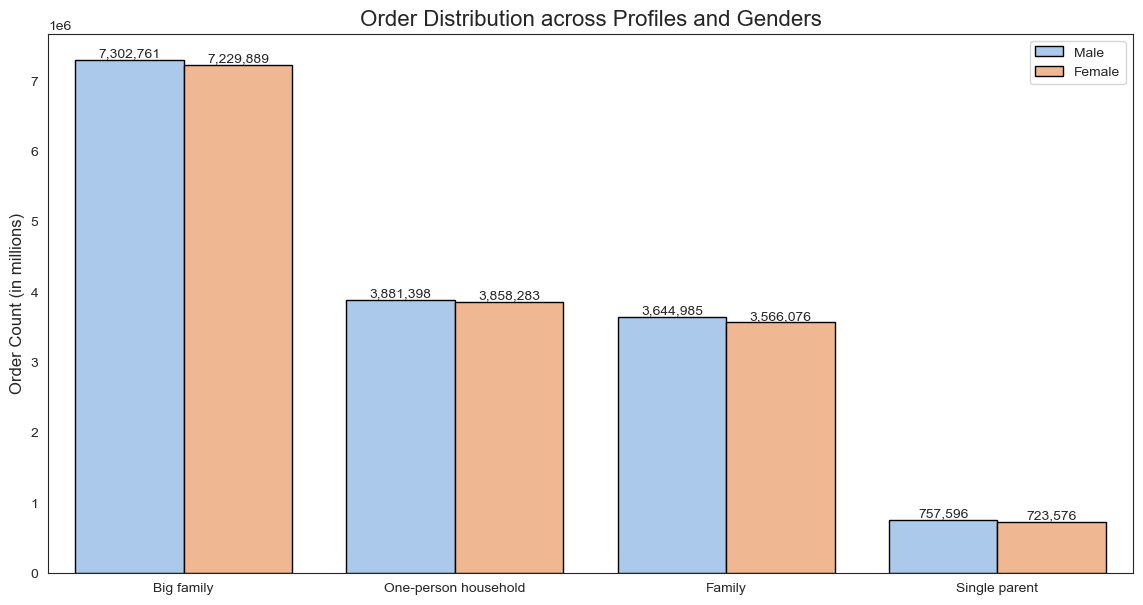 Order Distribution across Profiles and Genders
1e6
Order Count (in millions)
7
6
5
4
3
2
1
0
7,302,761
7,229,889
3,881,398
3,858,283
3,644,985
3,566,076
757,596
723,576
Male
Female
Big family
One-person household
Family
Single parent